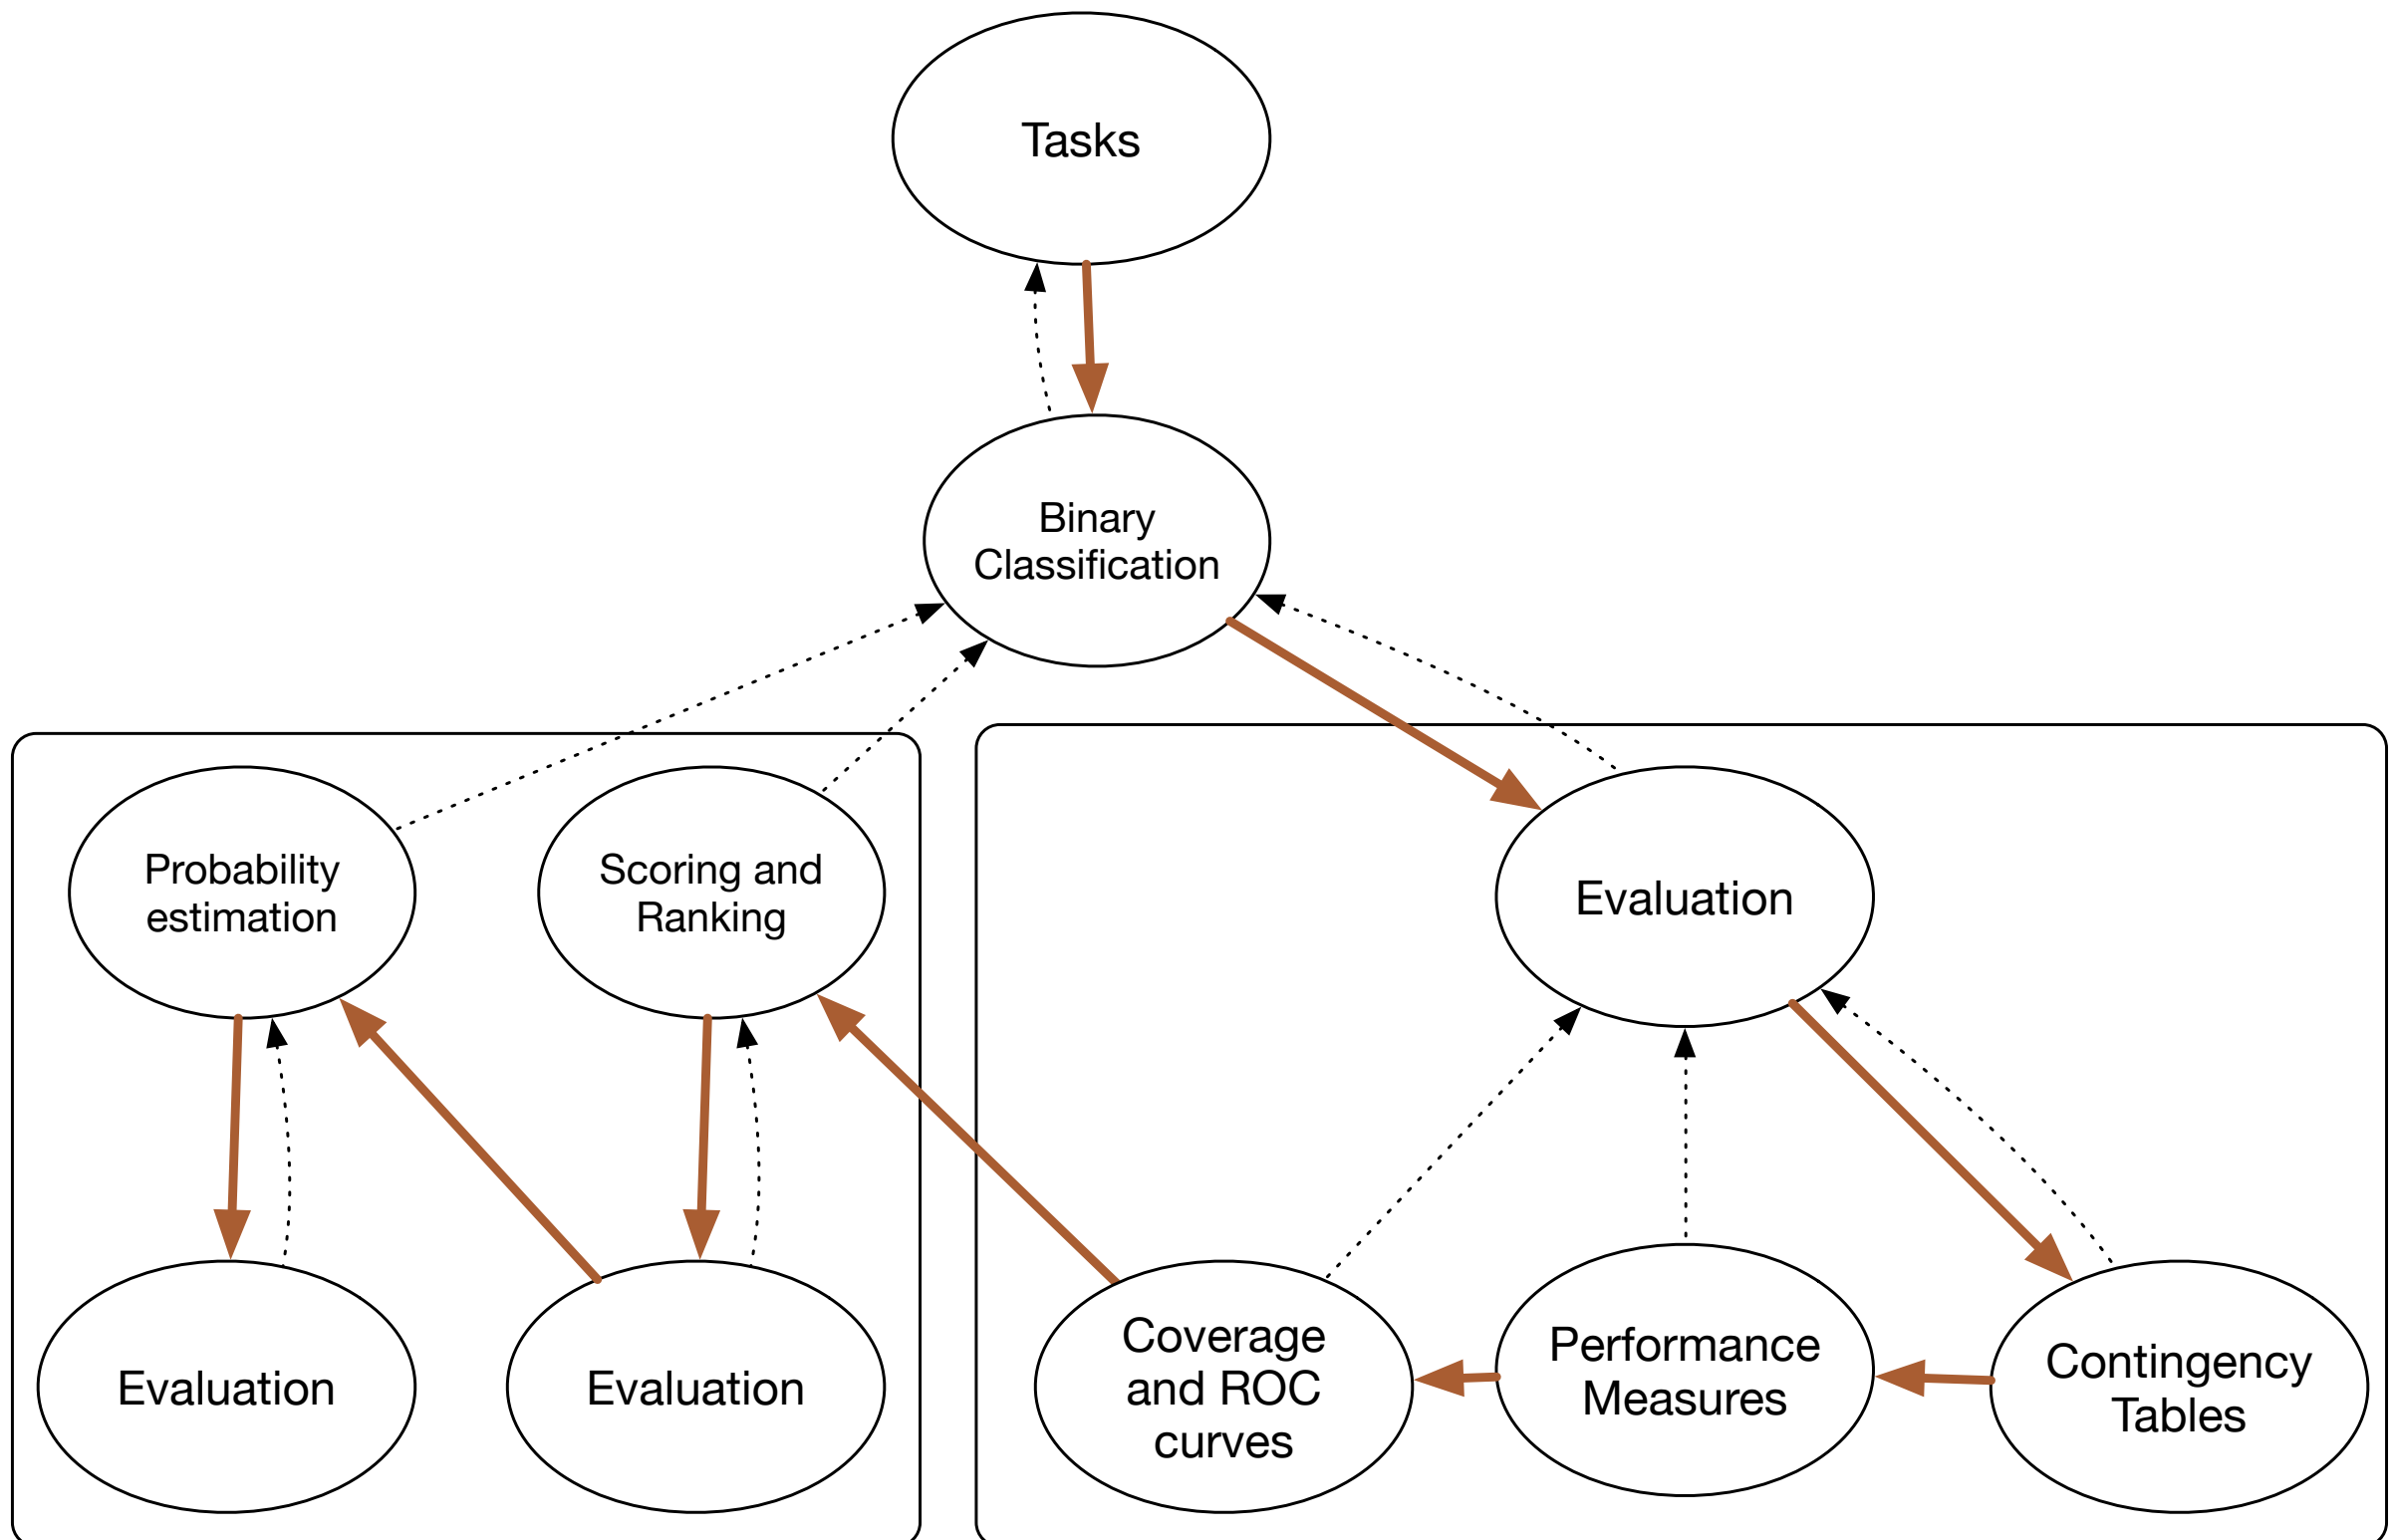 Tasks
Binary
Classification
Probability
estimation
Scoring and
Ranking
Evaluation
Evaluation
Evaluation
Coverage
and ROC
curves
Performance
Measures
Contingency
Tables